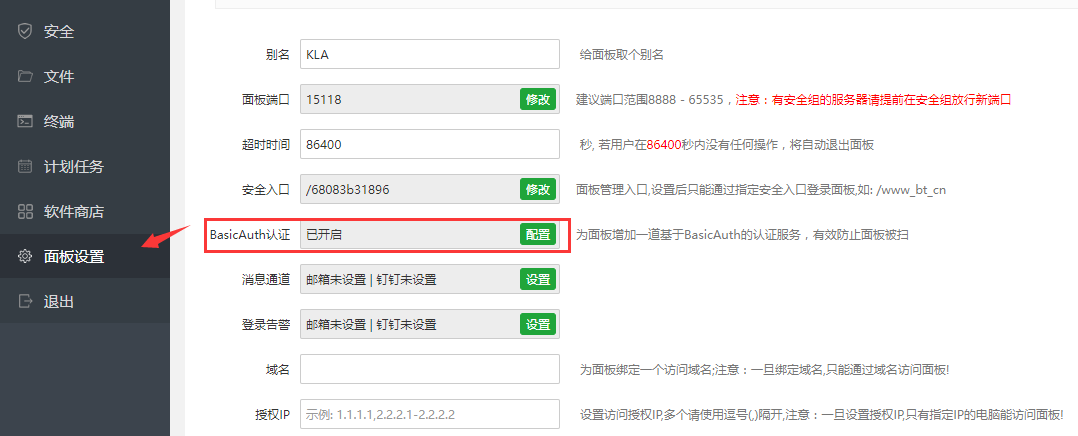 安全
文件
终端
计划任务
软件商店
面板设置
退出
别名 KLA 给面板取个别名
面板端口 15118 修改 建议端口范围8888 - 65535，注意：有安全组的服务器请提前在安全组放行新端口
超时时间 86400 秒, 若用户在86400秒内没有任何操作，将自动退出面板
安全入口 /68083b31896 修改 面板管理入口,设置后只能通过指定安全入口登录面板,如: /www_bt_cn
BasicAuth认证 已开启 配置 为面板增加一道基于BasicAuth的认证服务，有效防止面板被扫
消息通道 邮箱未设置 | 钉钉未设置 设置
登录告警 邮箱未设置 | 钉钉未设置 设置
域名 为面板绑定一个访问域名;注意：一旦绑定域名,只能通过域名访问面板!
授权IP 示例: 1.1.1.1,2.2.2.1-2.2.2.2 设置访问授权IP,多个请使用逗号(,)隔开,注意：一旦设置授权IP,只有指定IP的电脑能访问面板!